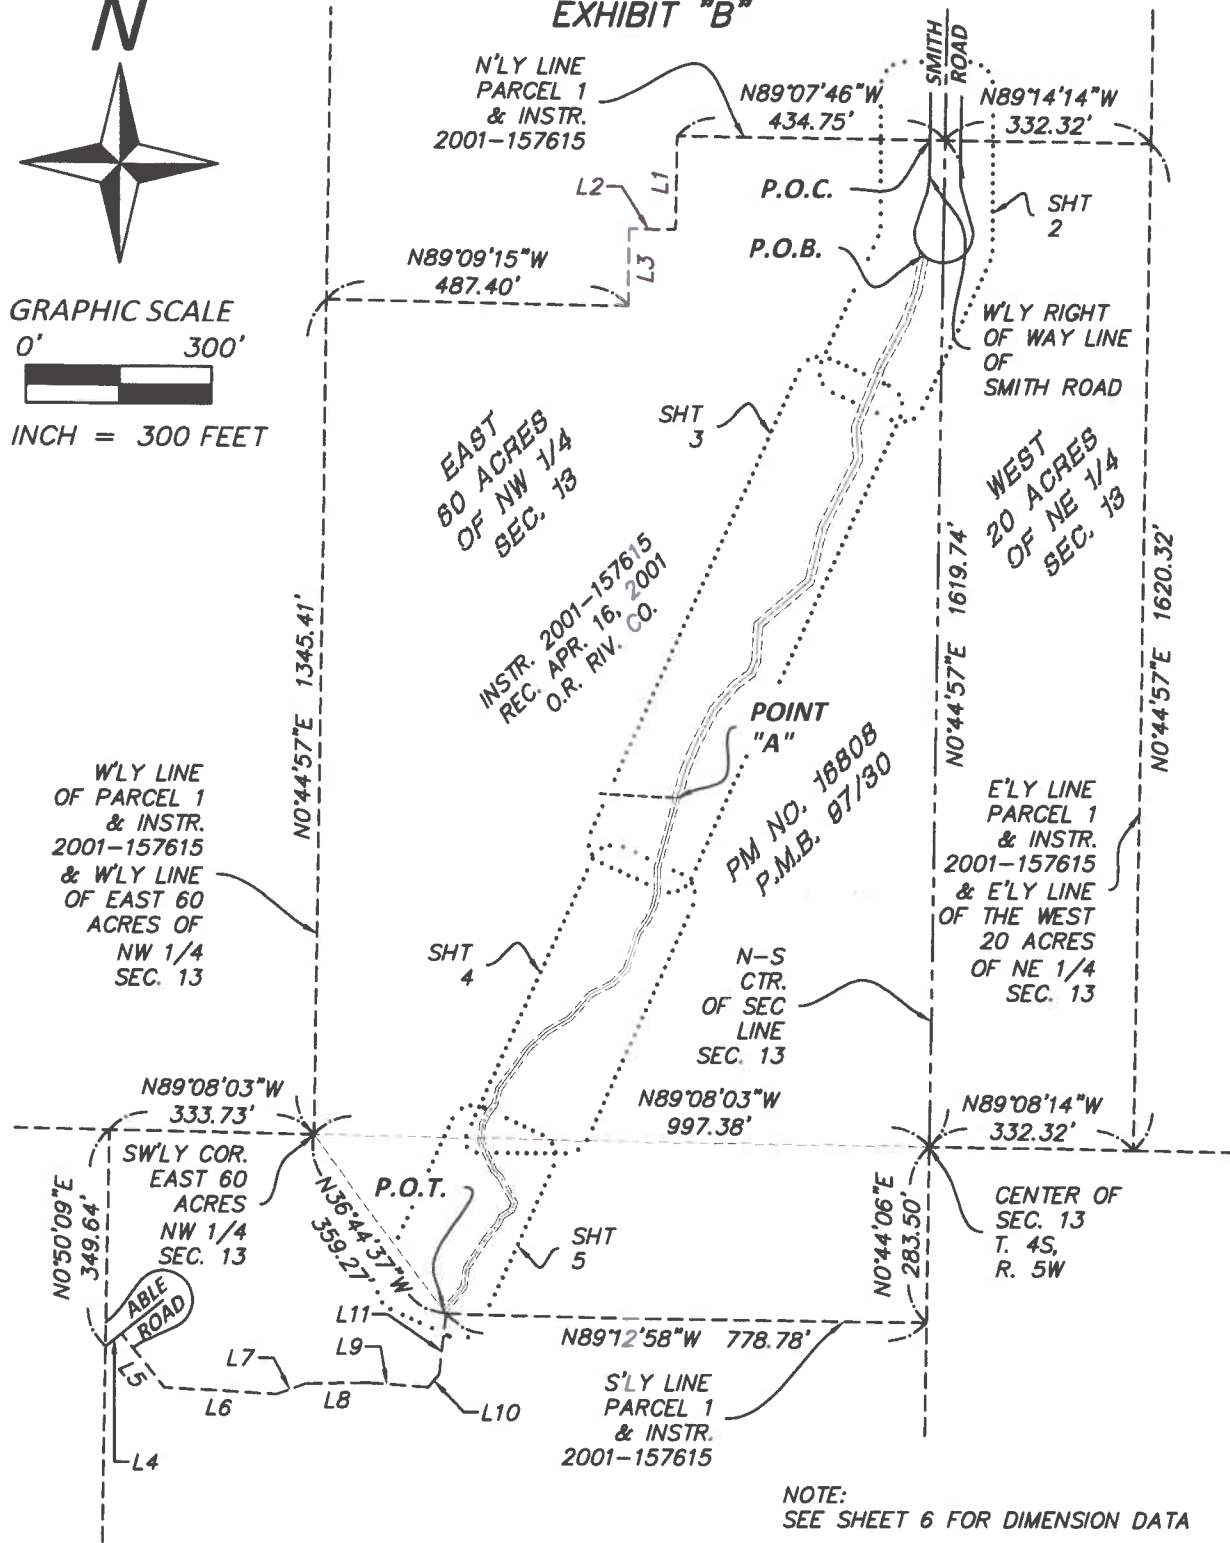 EXHIBIT "B"
N
SMITH
ROAD
N'LY LINE
PARCEL 1
& INSTR.
2001-157615
N89°07'46"W
434.75'
N89°14'14"W
332.32'
L1
L2
L3
P.O.C.
SHT
2
P.O.B.
N89°09'15"W
487.40'
GRAPHIC SCALE
0' 300'
INCH = 300 FEET
W'LY RIGHT
OF WAY LINE
OF
SMITH ROAD
SHT
3
EAST
60 ACRES
OF NW 1/4
SEC. 13
WEST
20 ACRES
OF NE 1/4
SEC. 13
INSTR. 2001-157615
REC. APR. 16, 2001
O.R. RIV. CO.
N0°44'57"E 1345.41'
N0°44'57"E 1619.74'
N0°44'57"E 1620.32'
POINT
"A"
PM NO. 16808
P.M.B. 97/30
W'LY LINE
OF PARCEL 1
& INSTR.
2001-157615
& W'LY LINE
OF EAST 60
ACRES OF
NW 1/4
SEC. 13
E'LY LINE
PARCEL 1
& INSTR.
2001-157615
& E'LY LINE
OF THE WEST
20 ACRES
OF NE 1/4
SEC. 13
SHT
4
N-S
CTR.
OF SEC
LINE
SEC. 13
N89°08'03"W
333.73'
N89°08'03"W
997.38'
N89°08'14"W
332.32'
SW'LY COR.
EAST 60
ACRES
NW 1/4
SEC. 13
N0°50'09"E
349.64'
N36°44'37"W
359.27'
P.O.T.
SHT
5
N0°44'06"E
283.50'
CENTER OF
SEC. 13
T. 4S,
R. 5W
ABLE
ROAD
L11
L9
L7
L5
L6
L8
L10
L4
N89°12'58"W 778.78'
S'LY LINE
PARCEL 1
& INSTR.
2001-157615
NOTE:
SEE SHEET 6 FOR DIMENSION DATA